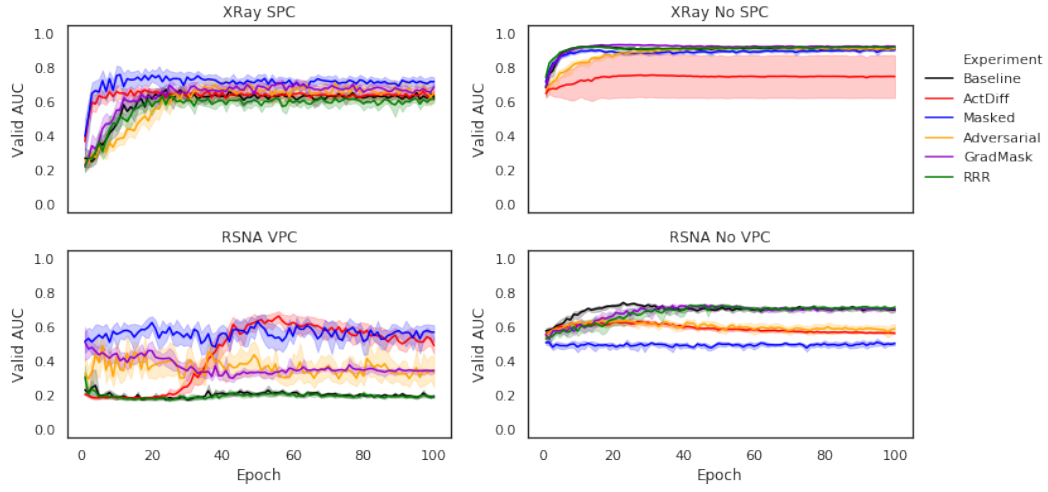 XRay SPC
XRay No SPC
1.0
0.8
0.6
0.4
0.2
0.0
Valid AUC
1.0
0.8
0.6
0.4
0.2
0.0
Valid AUC
Experiment
Baseline
ActDiff
Masked
Adversarial
GradMask
RRR
RSNA VPC
RSNA No VPC
1.0
0.8
0.6
0.4
0.2
0.0
Valid AUC
0 20 40 60 80 100
Epoch
1.0
0.8
0.6
0.4
0.2
0.0
Valid AUC
0 20 40 60 80 100
Epoch